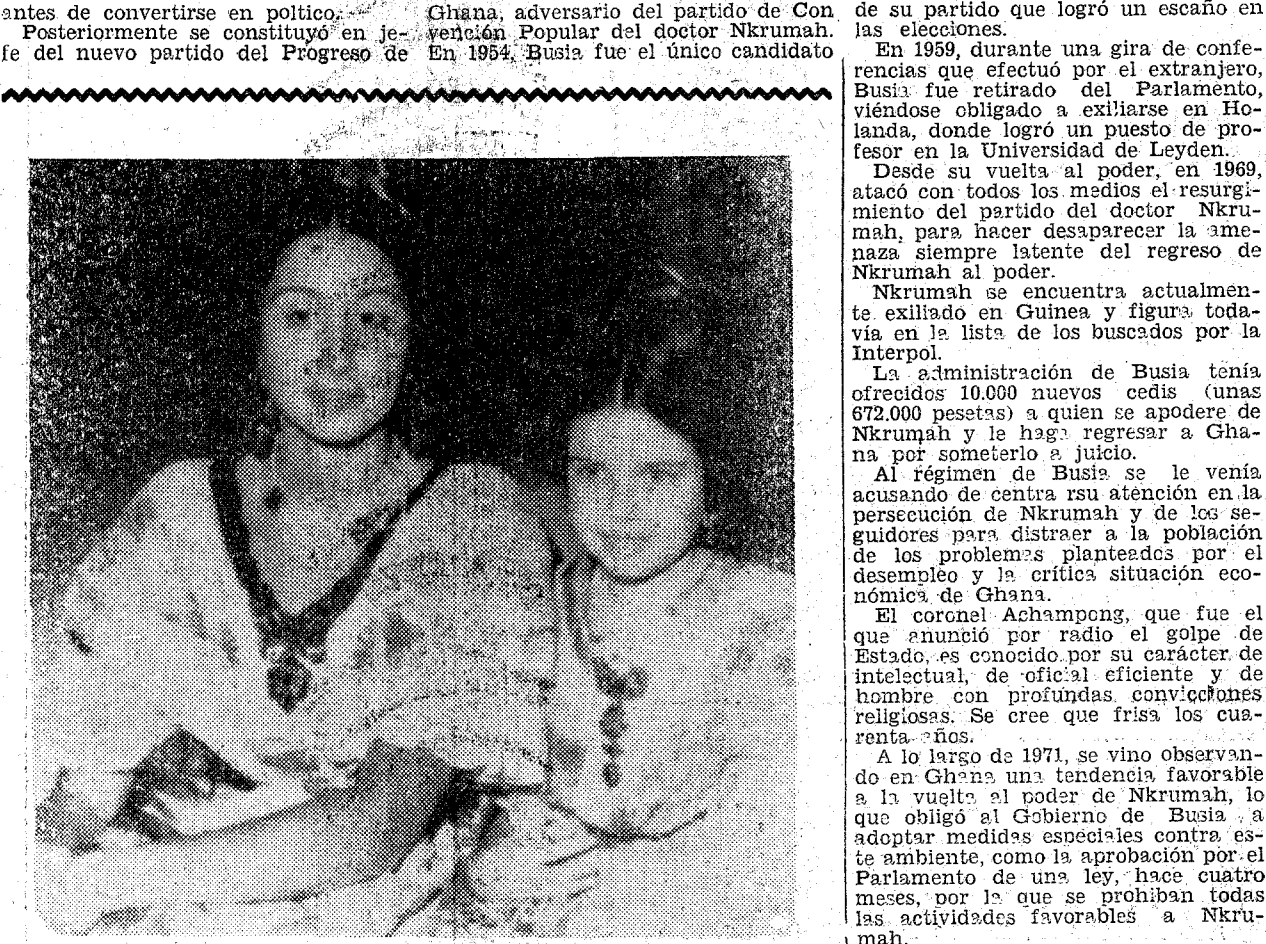 antes de convertirse en poltico.
Posteriormente se constituyó en je-
fe del nuevo partido del Progreso de
Ghana, adversario del partido de Con
vención Popular del doctor Nkrumah.
En 1954, Busia fue el único candidato
de su partido que logró un escaño en
las elecciones.
En 1959, durante una gira de confe-
rencias que efectuó por el extranjero,
Busia fue retirado del Parlamento,
viéndose obligado a exiliarse en Ho-
landa, donde logró un puesto de pro-
fesor en la Universidad de Leyden.
Desde su vuelta al poder, en 1969,
atacó con todos los medios el resurgi-
miento del partido del doctor Nkru-
mah, para hacer desaparecer la ame-
naza siempre latente del regreso de
Nkrumah al poder.
Nkrumah se encuentra actualmen-
te exiliado en Guinea y figura toda-
vía en la lista de los buscados por la
Interpol.
La administración de Busia tenía
ofrecidos 10.000 nuevos cedis (unas
672.000 pesetas) a quien se apodere de
Nkrumah y le haga regresar a Gha-
na por someterlo a juicio.
Al régimen de Busia se le venía
acusando de centra rsu atención en la
persecución de Nkrumah y de los se-
guidores para distraer a la población
de los problemas planteados por el
desempleo y la crítica situación eco-
nómica de Ghana.
El coronel Achampong, que fue el
que anunció por radio el golpe de
Estado, es conocido por su carácter de
intelectual, de oficial eficiente y de
hombre con profundas convicciones
religiosas. Se cree que frisa los cua-
renta años.
A lo largo de 1971, se vino observan-
do en Ghana una tendencia favorable
a la vuelta al poder de Nkrumah, lo
que obligó al Gobierno de Busia a
adoptar medidas especiales contra es-
te ambiente, como la aprobación por el
Parlamento de una ley, hace cuatro
meses, por la que se prohiban todas
las actividades favorables a Nkru-
mah.